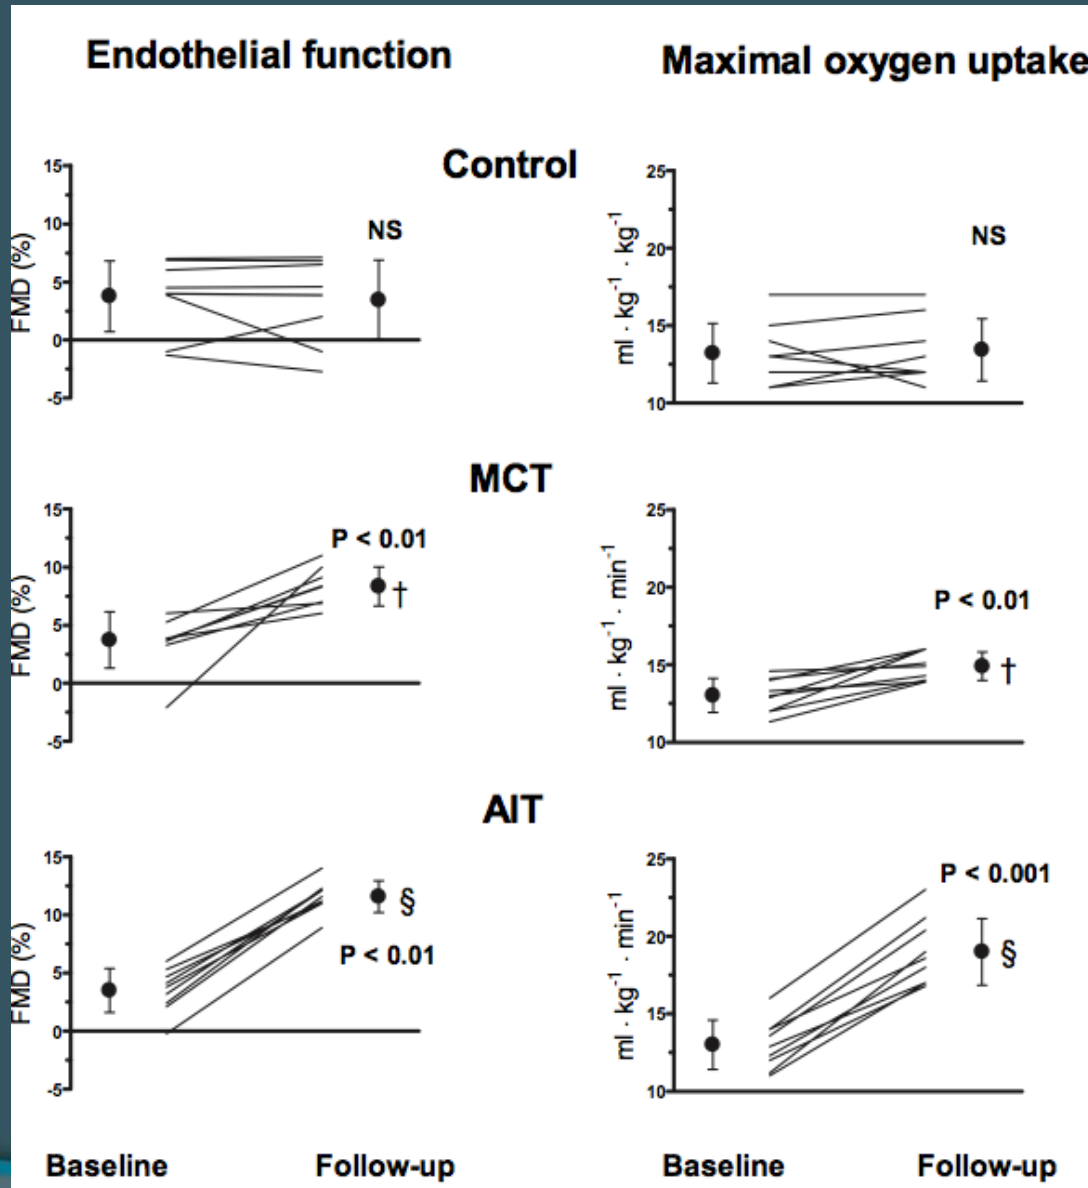 Endothelial function
Maximal oxygen uptake
Control
15
10
5
0
-5
FMD (%)
NS
25
20
15
10
ml · kg⁻¹ · kg⁻¹
NS
MCT
15
10
5
0
-5
FMD (%)
P < 0.01
†
25
20
15
10
ml · kg⁻¹ · min⁻¹
P < 0.01
†
AIT
15
10
5
0
-5
FMD (%)
§
P < 0.01
25
20
15
10
ml · kg⁻¹ · min⁻¹
P < 0.001
§
Baseline
Follow-up
Baseline
Follow-up